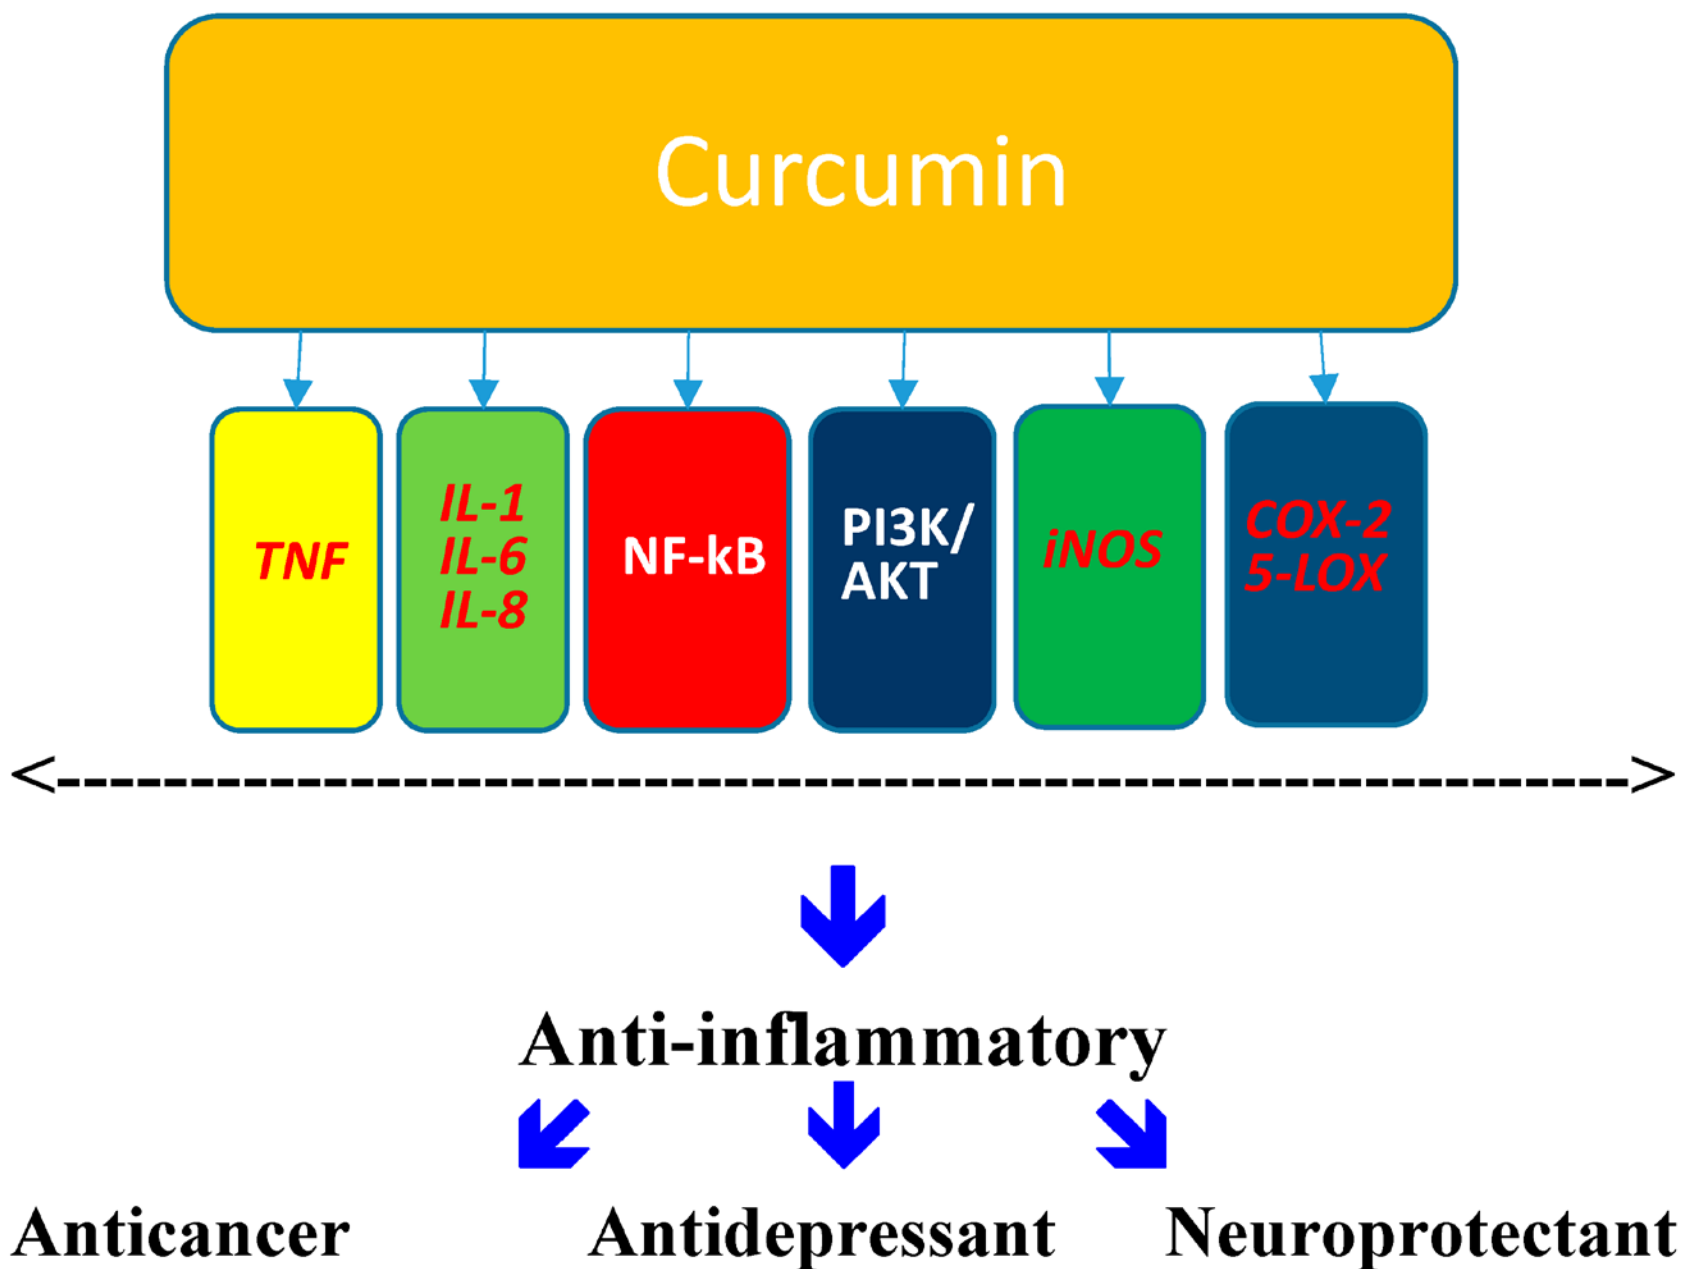 Curcumin
TNF
IL-1
IL-6
IL-8
NF-kB
PI3K/
AKT
iNOS
COX-2
5-LOX
Anti-inflammatory
Anticancer
Antidepressant
Neuroprotectant